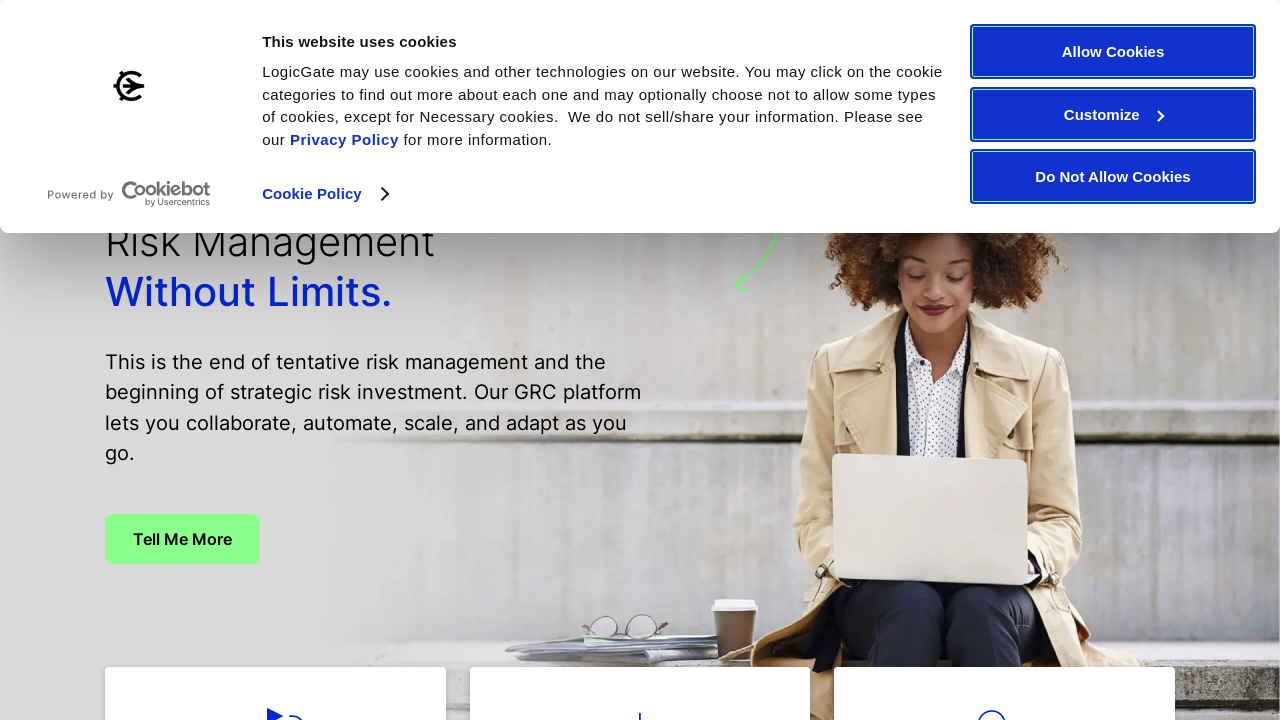 This website uses cookies
LogicGate may use cookies and other technologies on our website. You may click on the cookie
categories to find out more about each one and may optionally choose not to allow some types
of cookies, except for Necessary cookies.  We do not sell/share your information. Please see
our Privacy Policy for more information.
Cookie Policy
Powered by Cookiebot
by Usercentrics
Allow Cookies
Customize
Do Not Allow Cookies
Risk Management
Without Limits.
This is the end of tentative risk management and the
beginning of strategic risk investment. Our GRC platform
lets you collaborate, automate, scale, and adapt as you
go.
Tell Me More